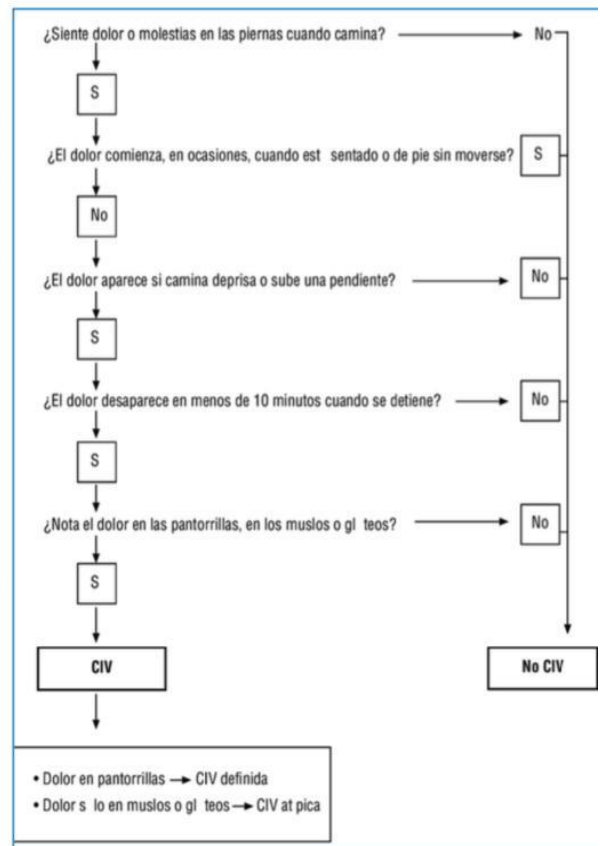 ¿Siente dolor o molestias en las piernas cuando camina? No
S
¿El dolor comienza, en ocasiones, cuando est sentado o de pie sin moverse? S
No
¿El dolor aparece si camina deprisa o sube una pendiente? No
S
¿El dolor desaparece en menos de 10 minutos cuando se detiene? No
S
¿Nota el dolor en las pantorrillas, en los muslos o gl teos? No
S
CIV No CIV
• Dolor en pantorrillas → CIV definida
• Dolor s lo en muslos o gl teos → CIV at pica